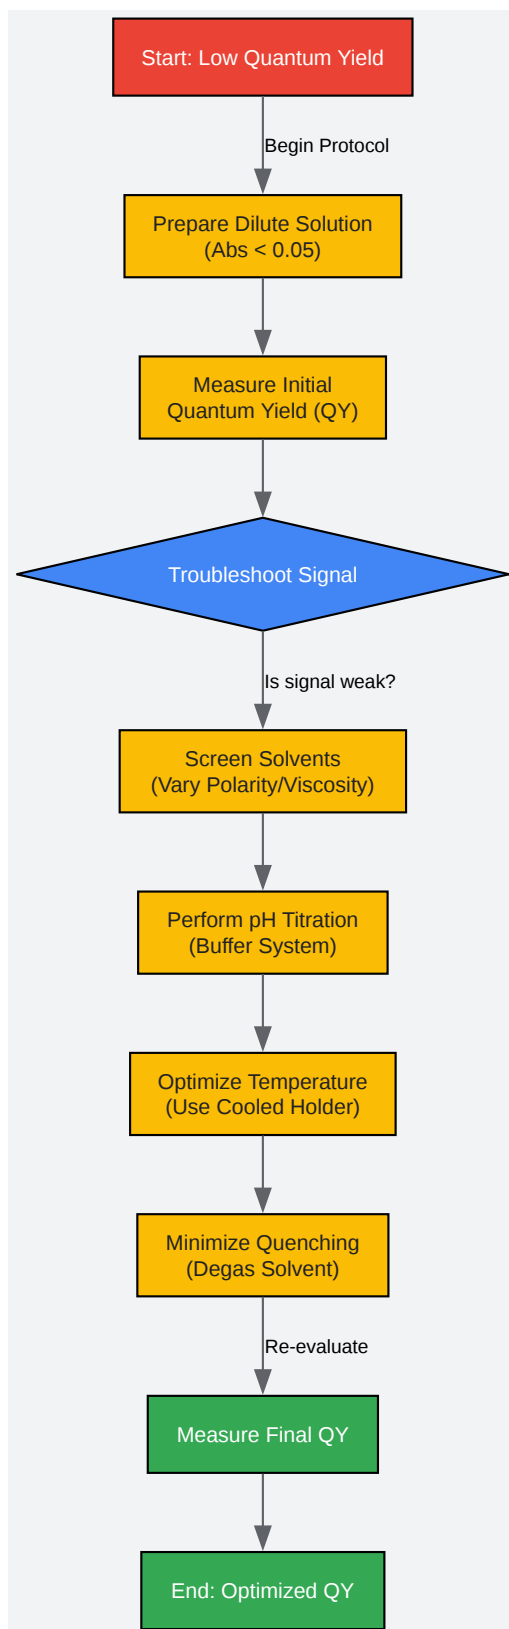 Start: Low Quantum Yield
Begin Protocol
Prepare Dilute Solution
(Abs < 0.05)
Measure Initial
Quantum Yield (QY)
Troubleshoot Signal
Is signal weak?
Screen Solvents
(Vary Polarity/Viscosity)
Perform pH Titration
(Buffer System)
Optimize Temperature
(Use Cooled Holder)
Minimize Quenching
(Degas Solvent)
Re-evaluate
Measure Final QY
End: Optimized QY